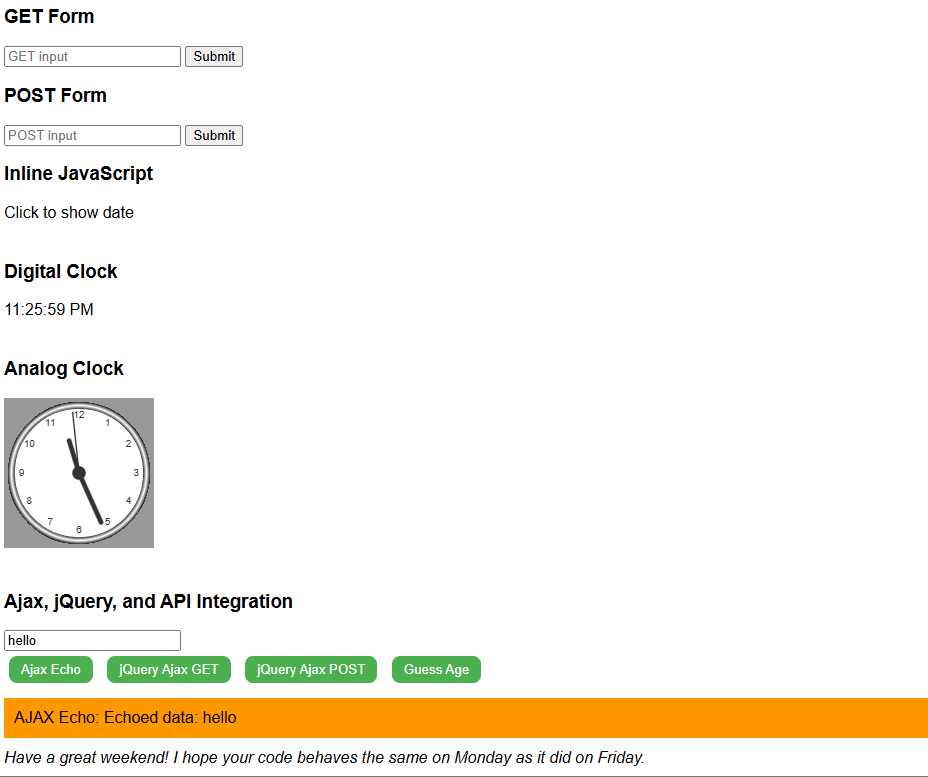 GET Form
GET input Submit
POST Form
POST input Submit
Inline JavaScript
Click to show date
Digital Clock
11:25:59 PM
Analog Clock
12
11 1
10 2
9 3
8 4
7 5
6
Ajax, jQuery, and API Integration
hello
Ajax Echo jQuery Ajax GET jQuery Ajax POST Guess Age
AJAX Echo: Echoed data: hello
Have a great weekend! I hope your code behaves the same on Monday as it did on Friday.